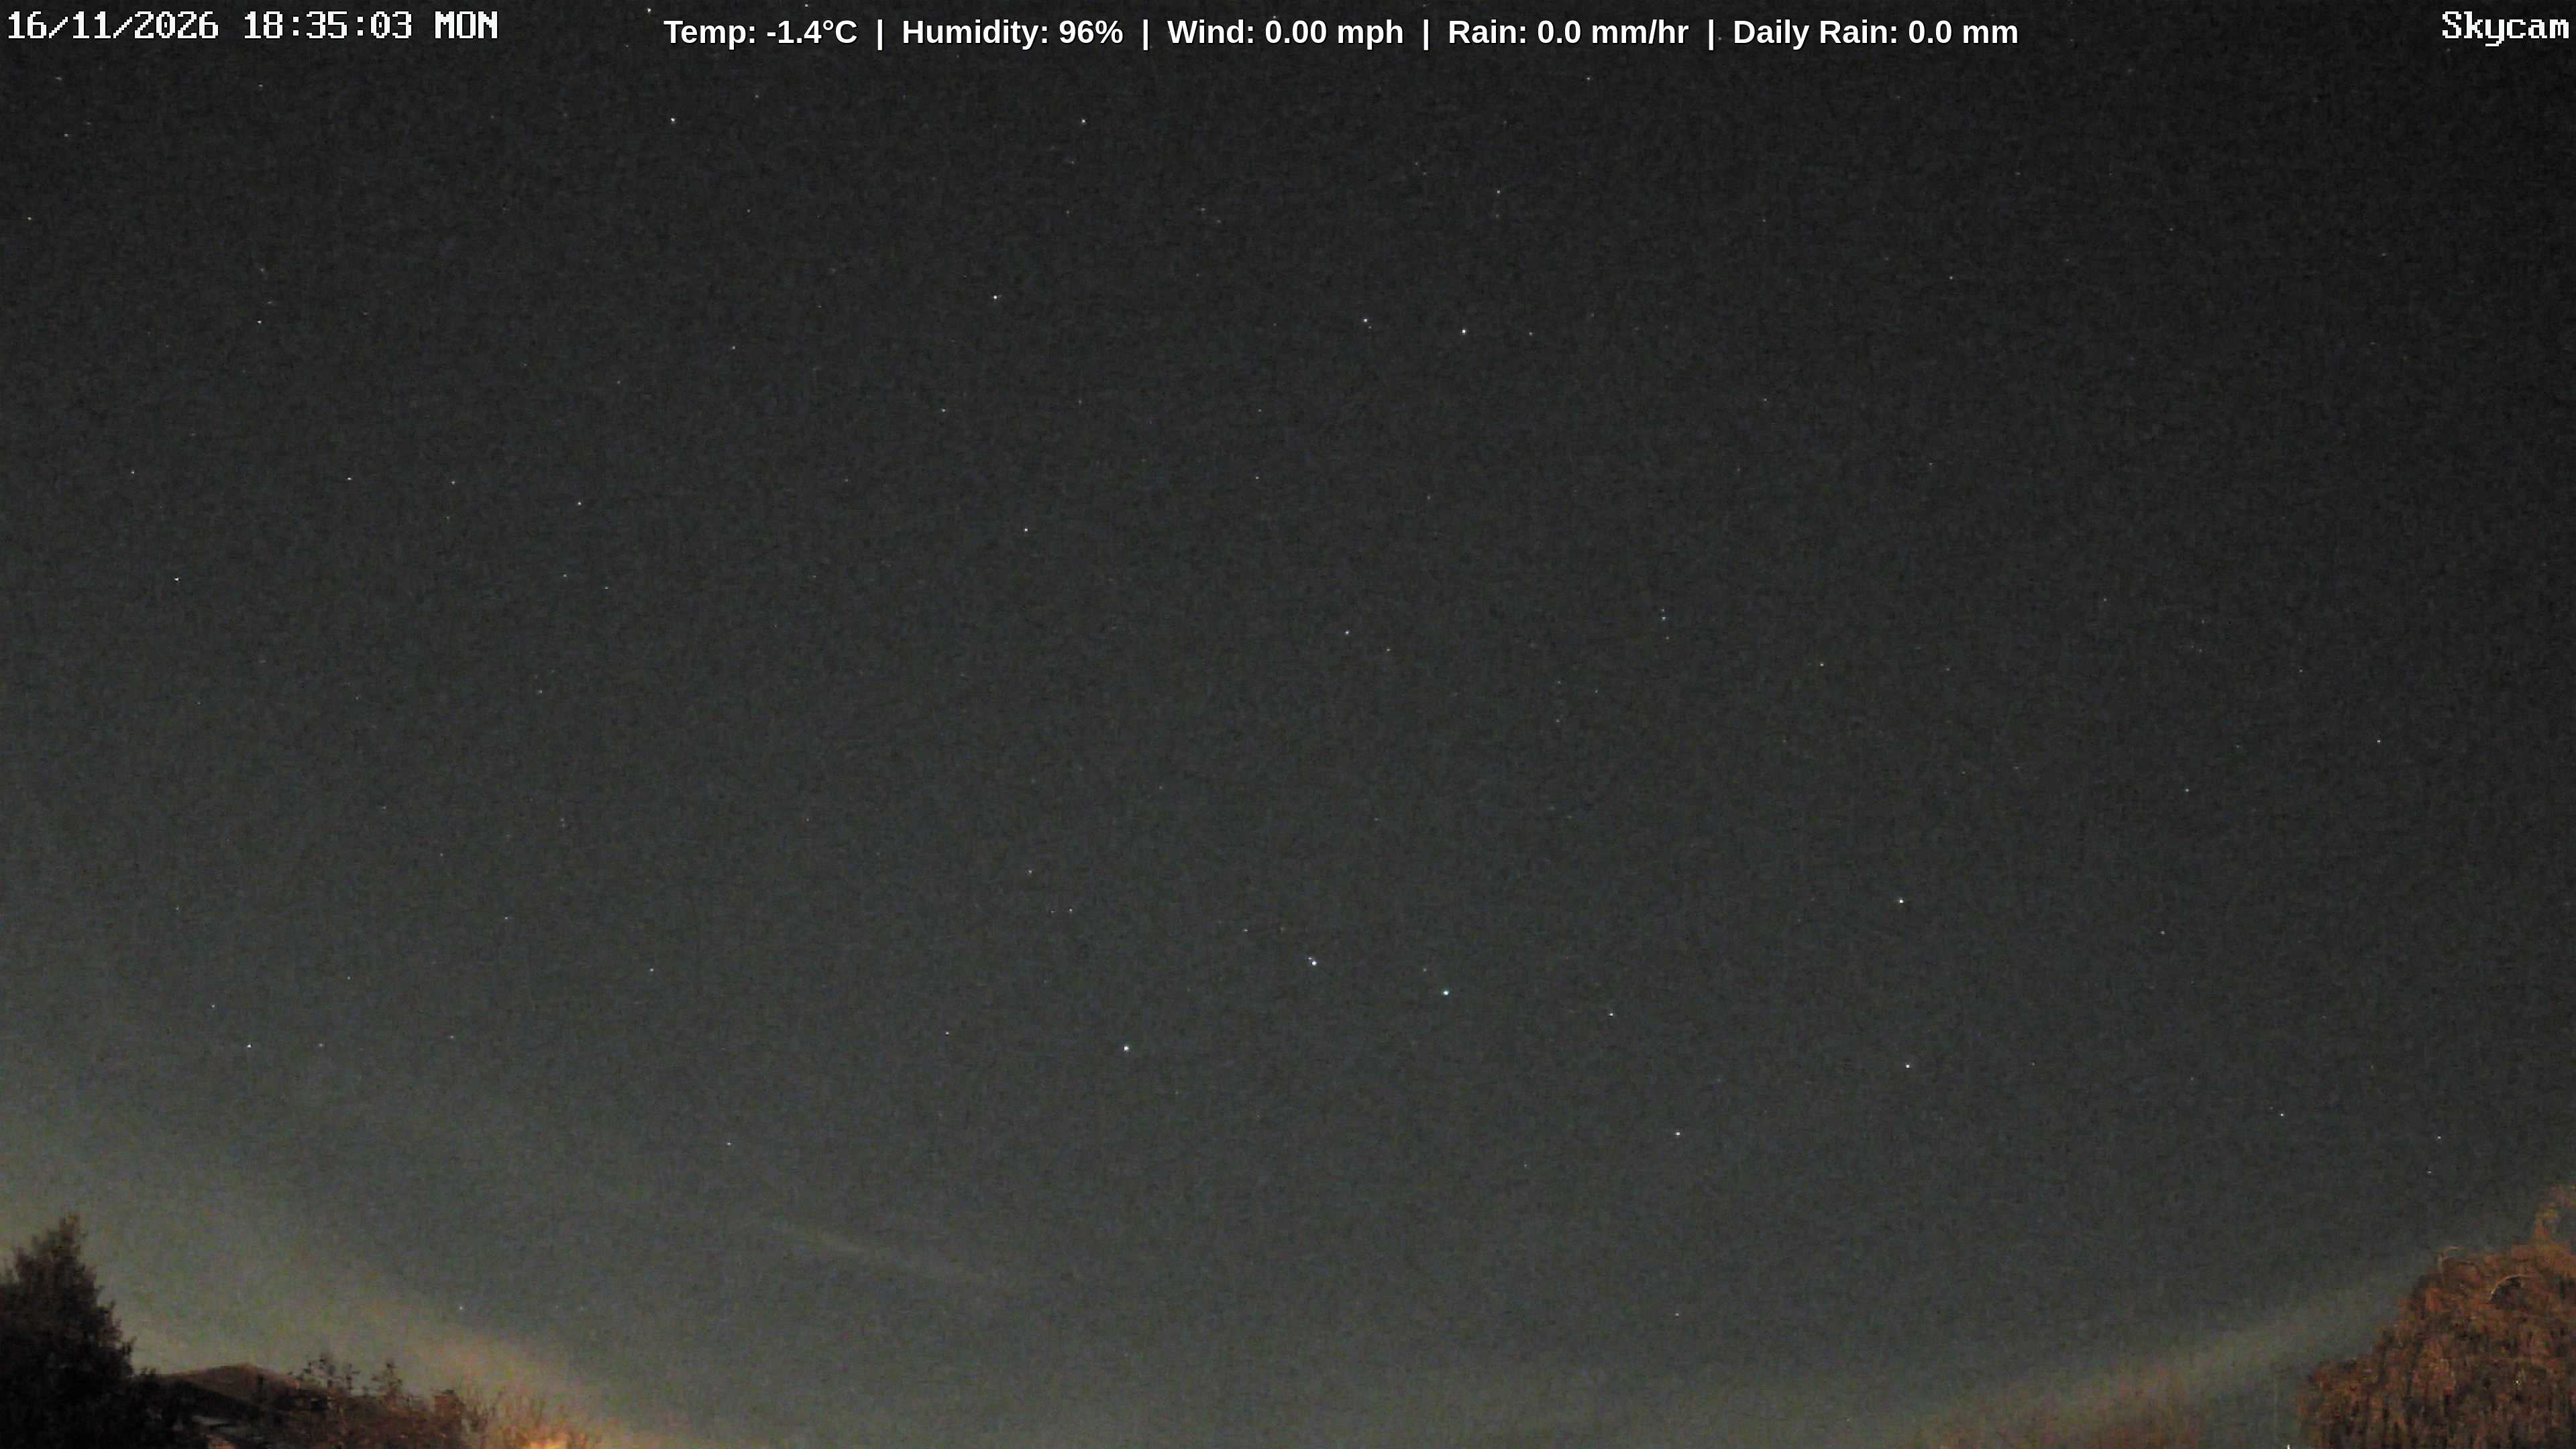 16/11/2026 18:35:03 MON
Temp: -1.4°C | Humidity: 96% | Wind: 0.00 mph | Rain: 0.0 mm/hr | Daily Rain: 0.0 mm
Skycam